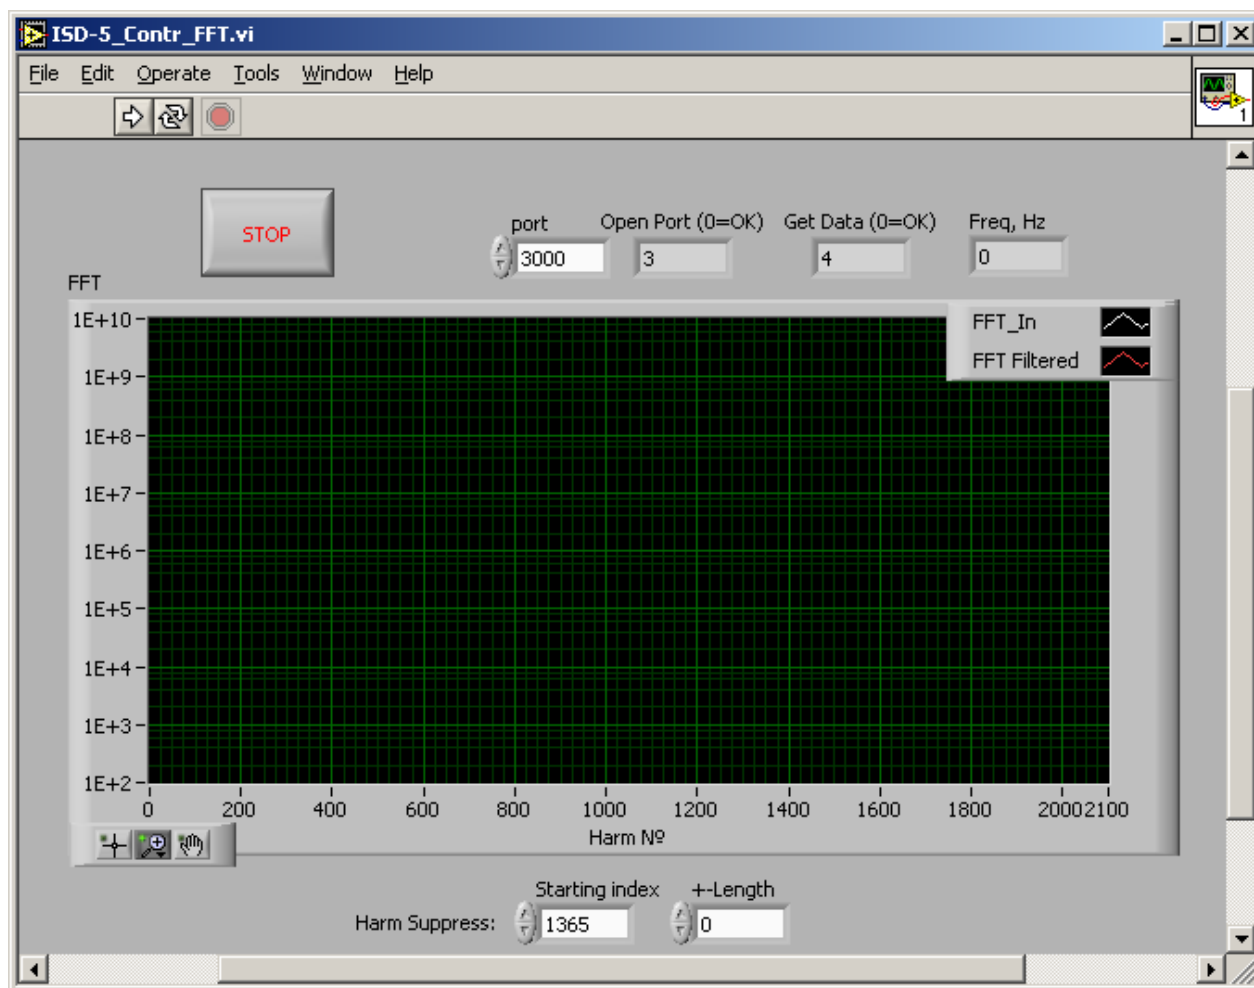 ISD-5_Contr_FFT.vi
File Edit Operate Tools Window Help
1
STOP
port Open Port (0=OK) Get Data (0=OK) Freq, Hz
3000 3 4 0
FFT
FFT_In
FFT Filtered
1E+10
1E+9
1E+8
1E+7
1E+6
1E+5
1E+4
1E+3
1E+2
0 200 400 600 800 1000 1200 1400 1600 1800 2000 2100
Harm Nº
Starting index +-Length
Harm Suppress: 1365 0